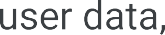 user data,